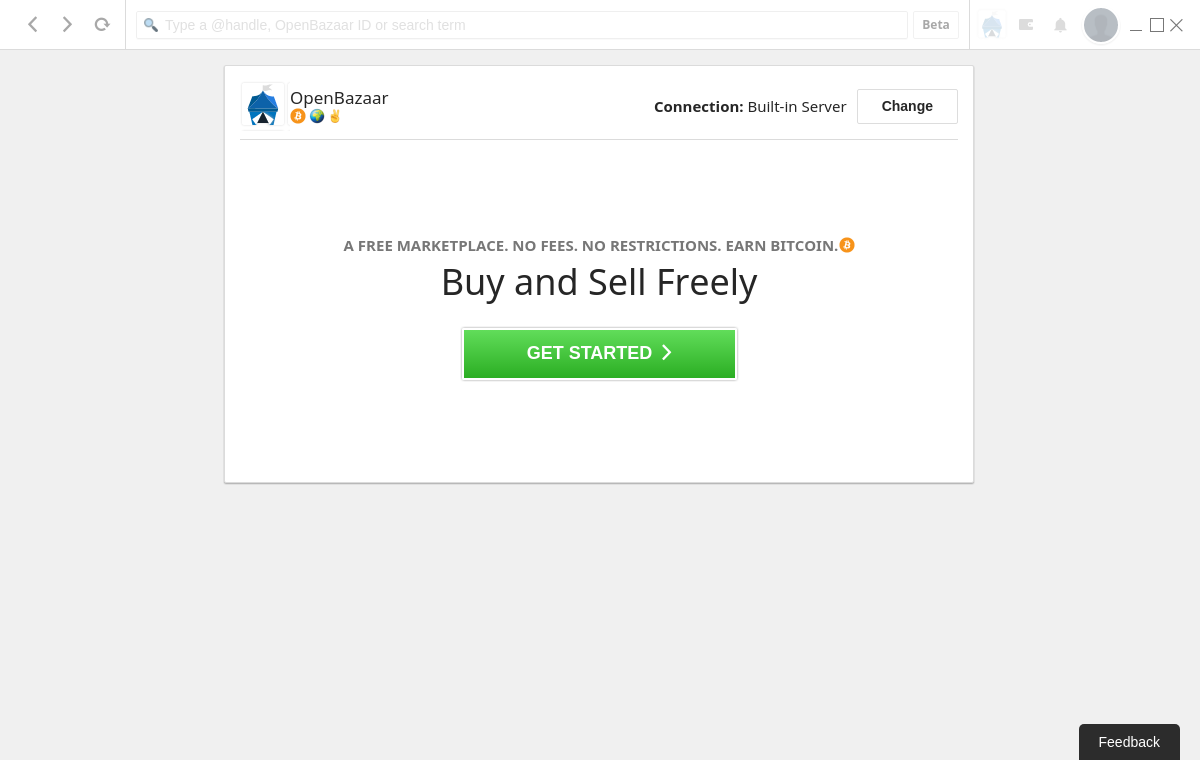 Type a @handle, OpenBazaar ID or search term
Beta
OpenBazaar
Connection: Built-in Server
Change
A FREE MARKETPLACE. NO FEES. NO RESTRICTIONS. EARN BITCOIN.
Buy and Sell Freely
GET STARTED
Feedback